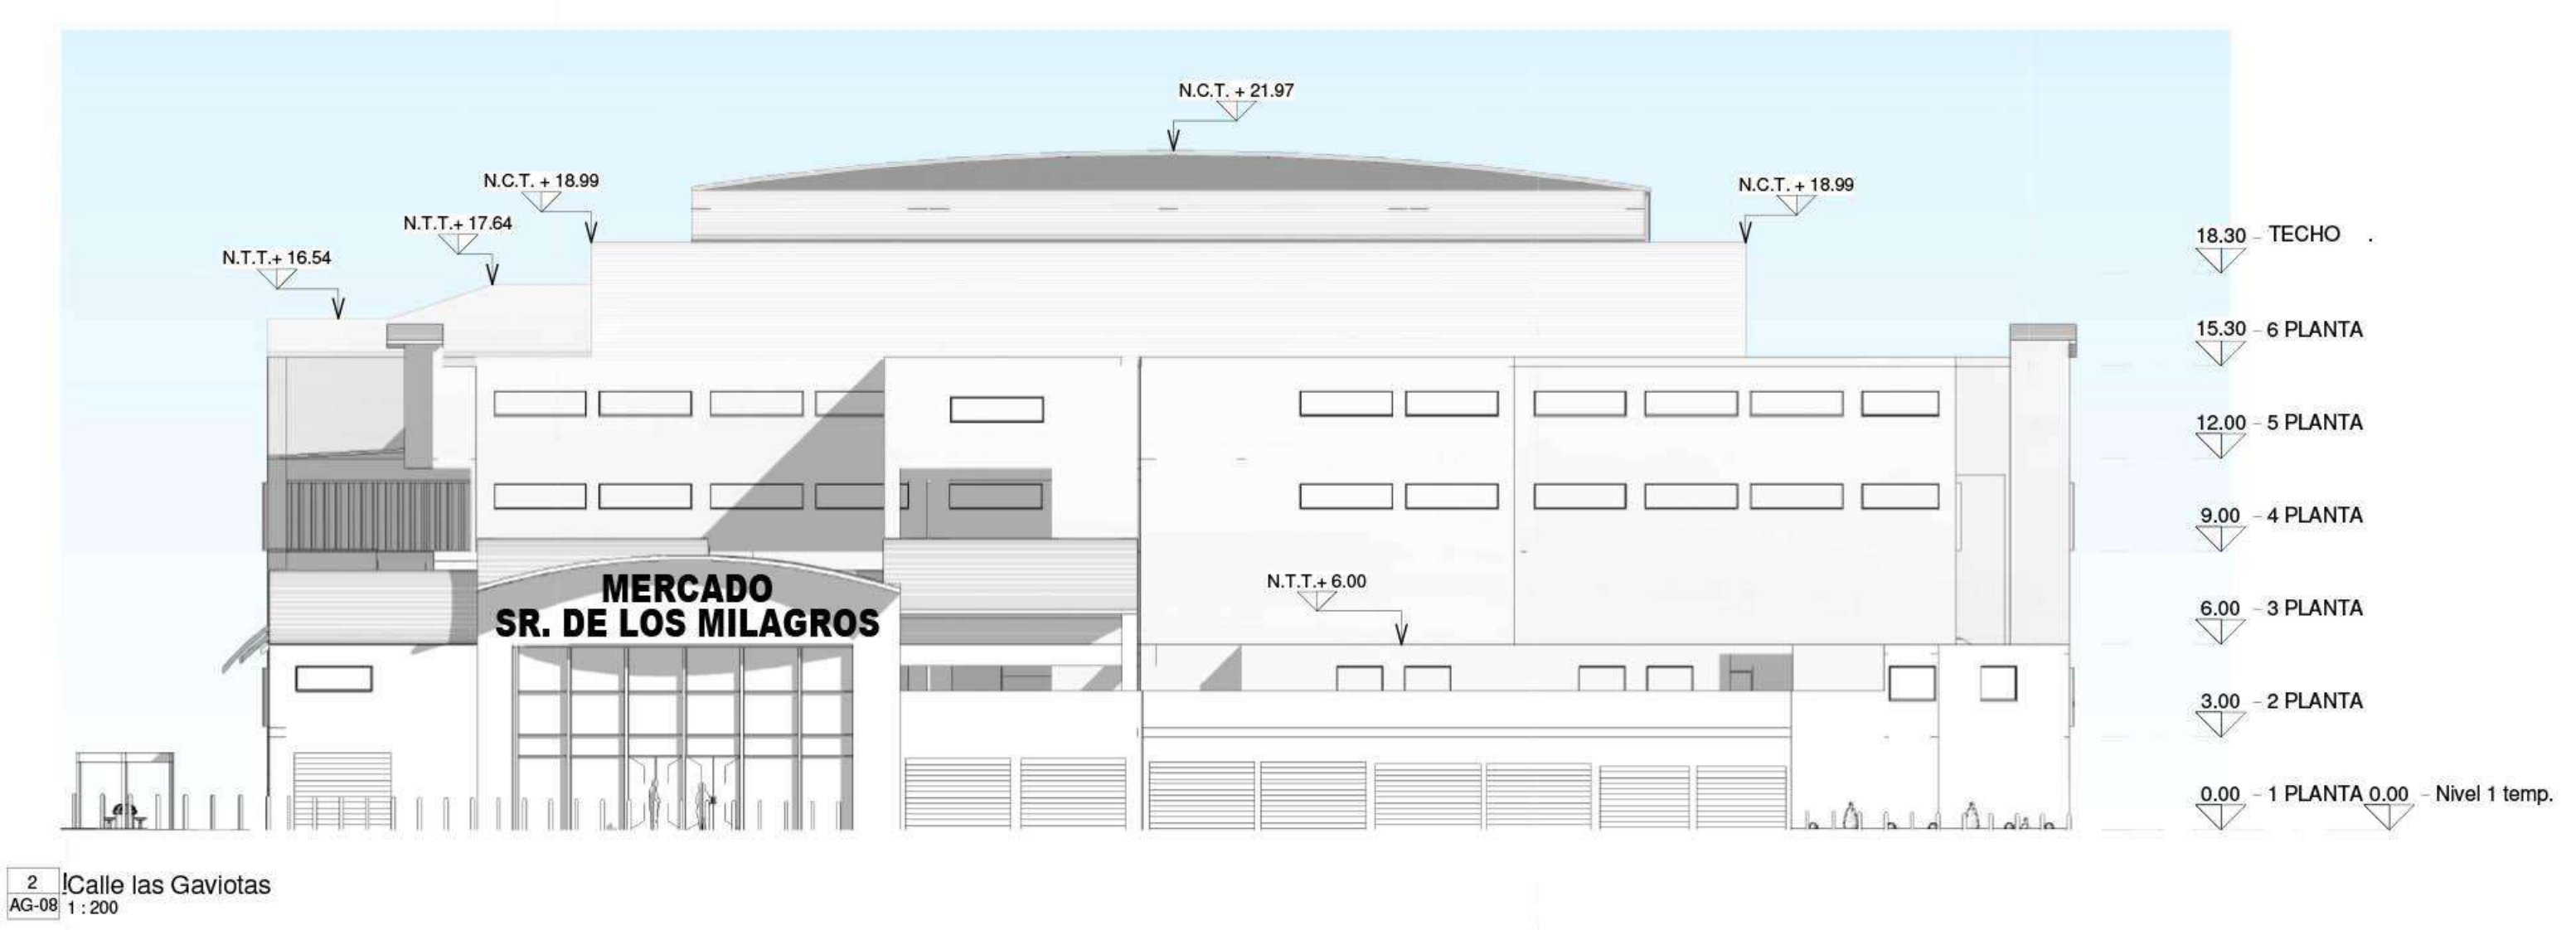 N.C.T. + 21.97
N.C.T. + 18.99
N.C.T. + 18.99
N.T.T.+ 17.64
N.T.T.+ 16.54
18.30 - TECHO .
15.30 - 6 PLANTA
12.00 - 5 PLANTA
9.00 - 4 PLANTA
N.T.T.+ 6.00
MERCADO
SR. DE LOS MILAGROS
6.00 - 3 PLANTA
3.00 - 2 PLANTA
0.00 - 1 PLANTA 0.00 - Nivel 1 temp.
2
AG-08
!Calle las Gaviotas
1 : 200